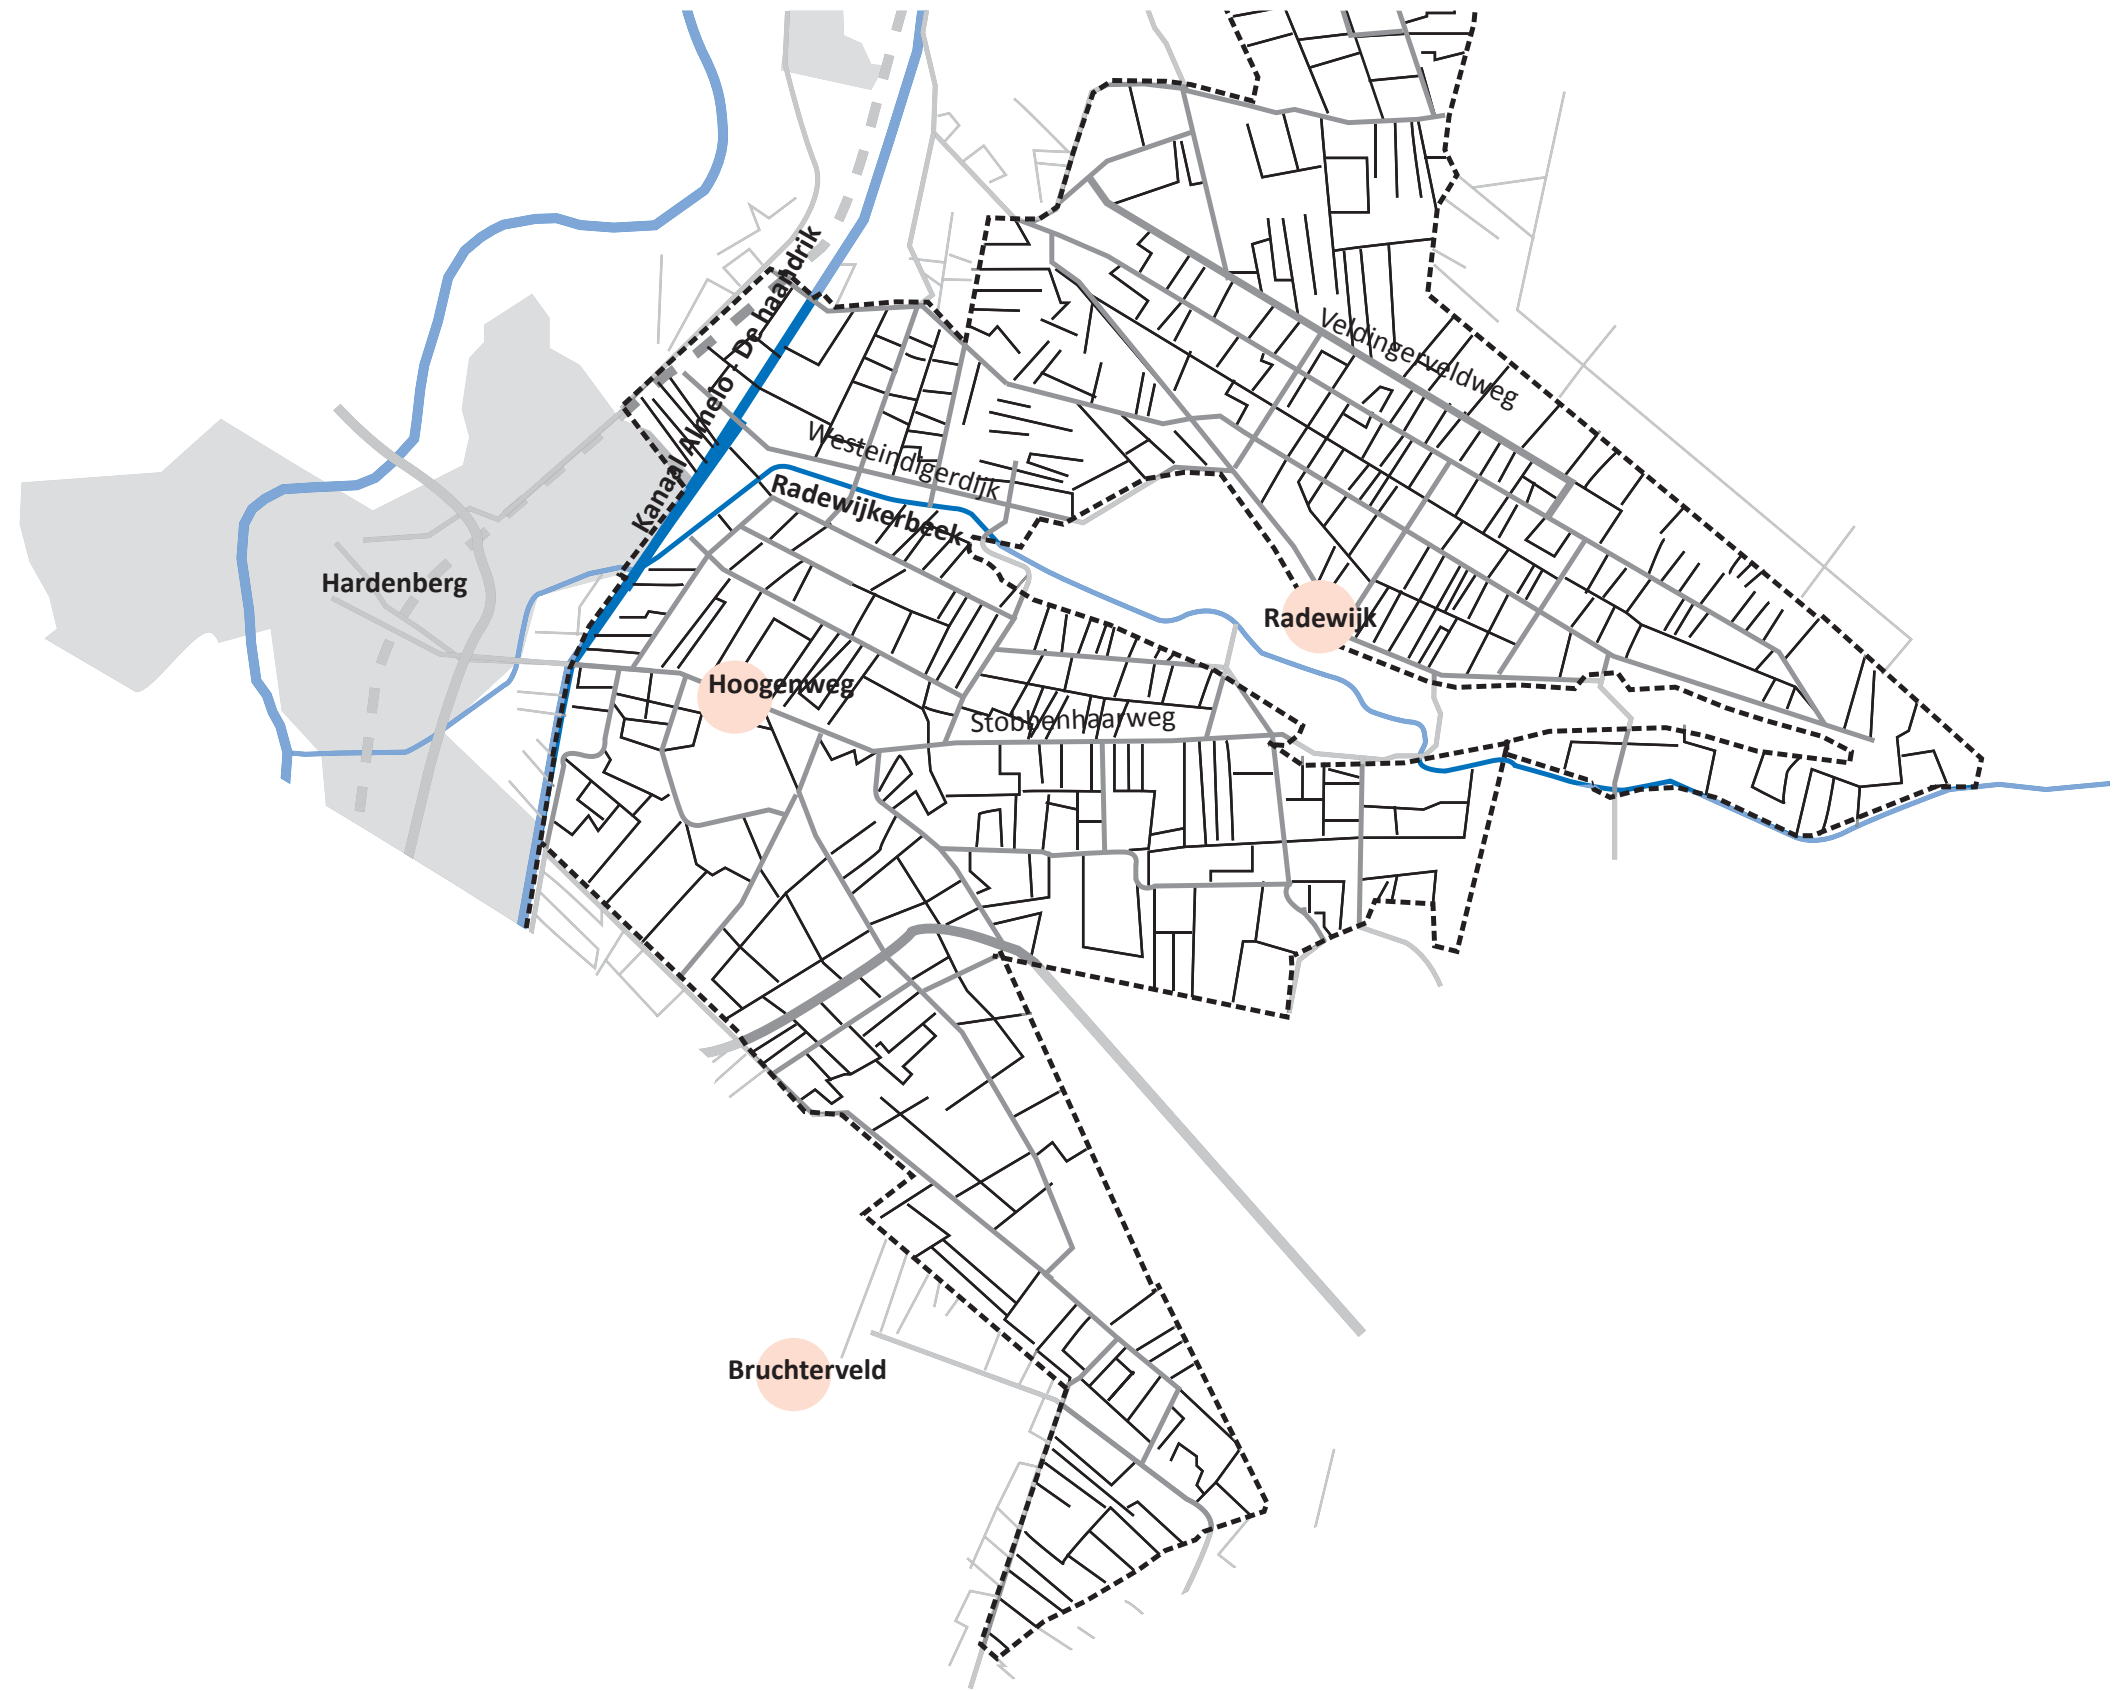 Kanaal Almelo - De haandrik
Veldingerveldweg
Westeindigerdijk
Radewijkerbeek
Hardenberg
Radewijk
Hoogenweg
Stobbenhaarweg
Bruchterveld